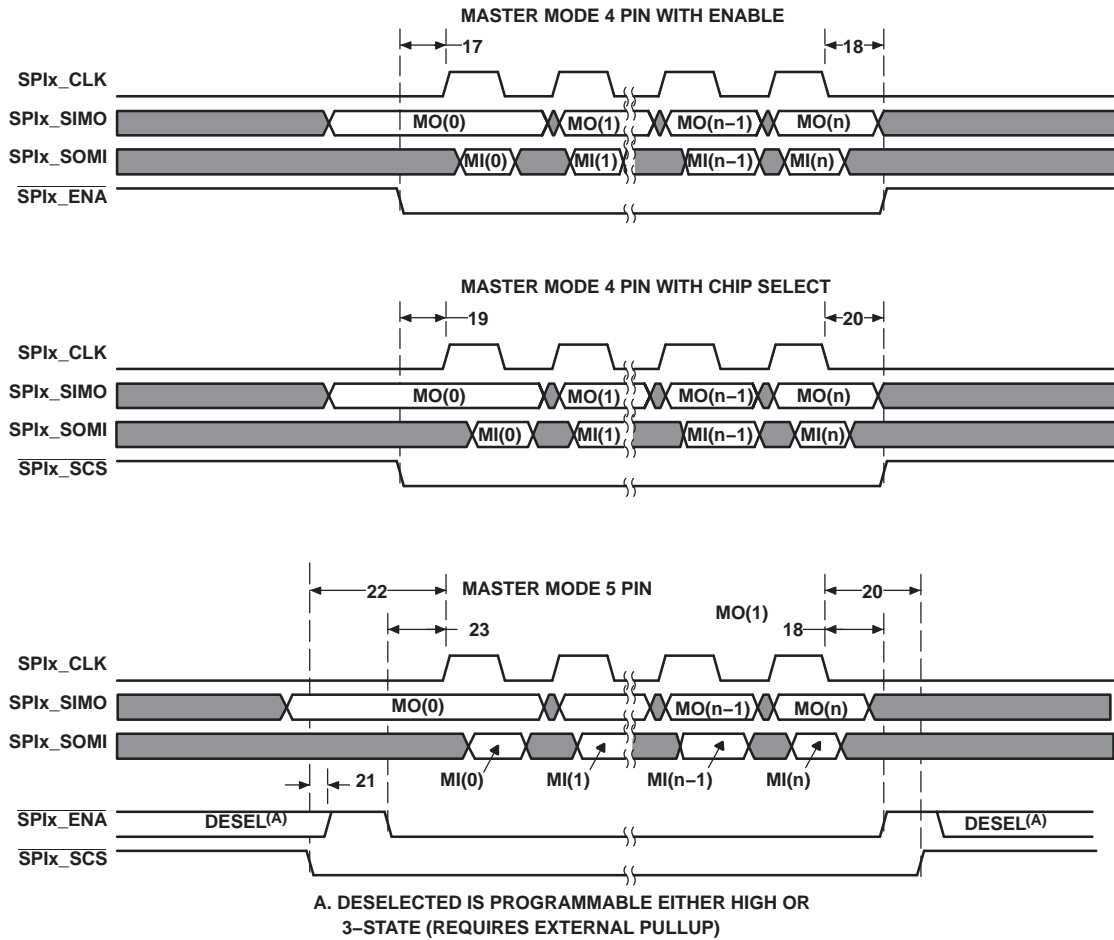 MASTER MODE 4 PIN WITH ENABLE
17
18
SPIx_CLK
SPIx_SIMO
MO(0)
MO(1)
MO(n−1)
MO(n)
SPIx_SOMI
MI(0)
MI(1)
MI(n−1)
MI(n)
SPIx_ENA
MASTER MODE 4 PIN WITH CHIP SELECT
19
20
SPIx_CLK
SPIx_SIMO
MO(0)
MO(1)
MO(n−1)
MO(n)
SPIx_SOMI
MI(0)
MI(1)
MI(n−1)
MI(n)
SPIx_SCS
22
MASTER MODE 5 PIN
20
MO(1)
23
18
SPIx_CLK
SPIx_SIMO
MO(0)
MO(n−1)
MO(n)
SPIx_SOMI
MI(0)
MI(1)
MI(n−1)
MI(n)
21
SPIx_ENA
DESEL(A)
DESEL(A)
SPIx_SCS
A. DESELECTED IS PROGRAMMABLE EITHER HIGH OR
3−STATE (REQUIRES EXTERNAL PULLUP)